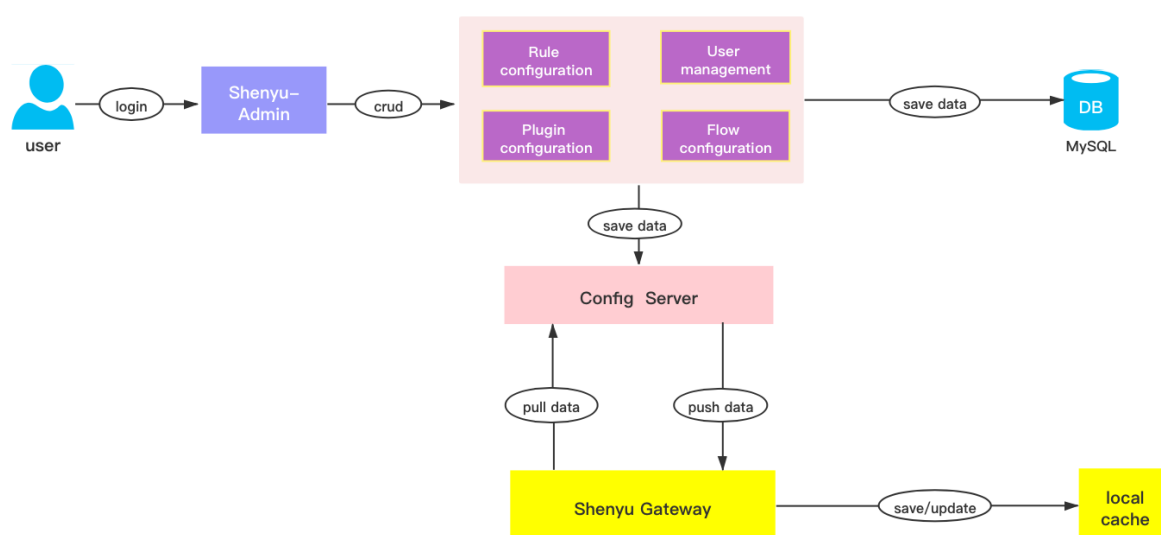 user
login
Shenyu-
Admin
crud
Rule
configuration
User
management
Plugin
configuration
Flow
configuration
save data
DB
MySQL
save data
Config Server
pull data
push data
Shenyu Gateway
save/update
local
cache